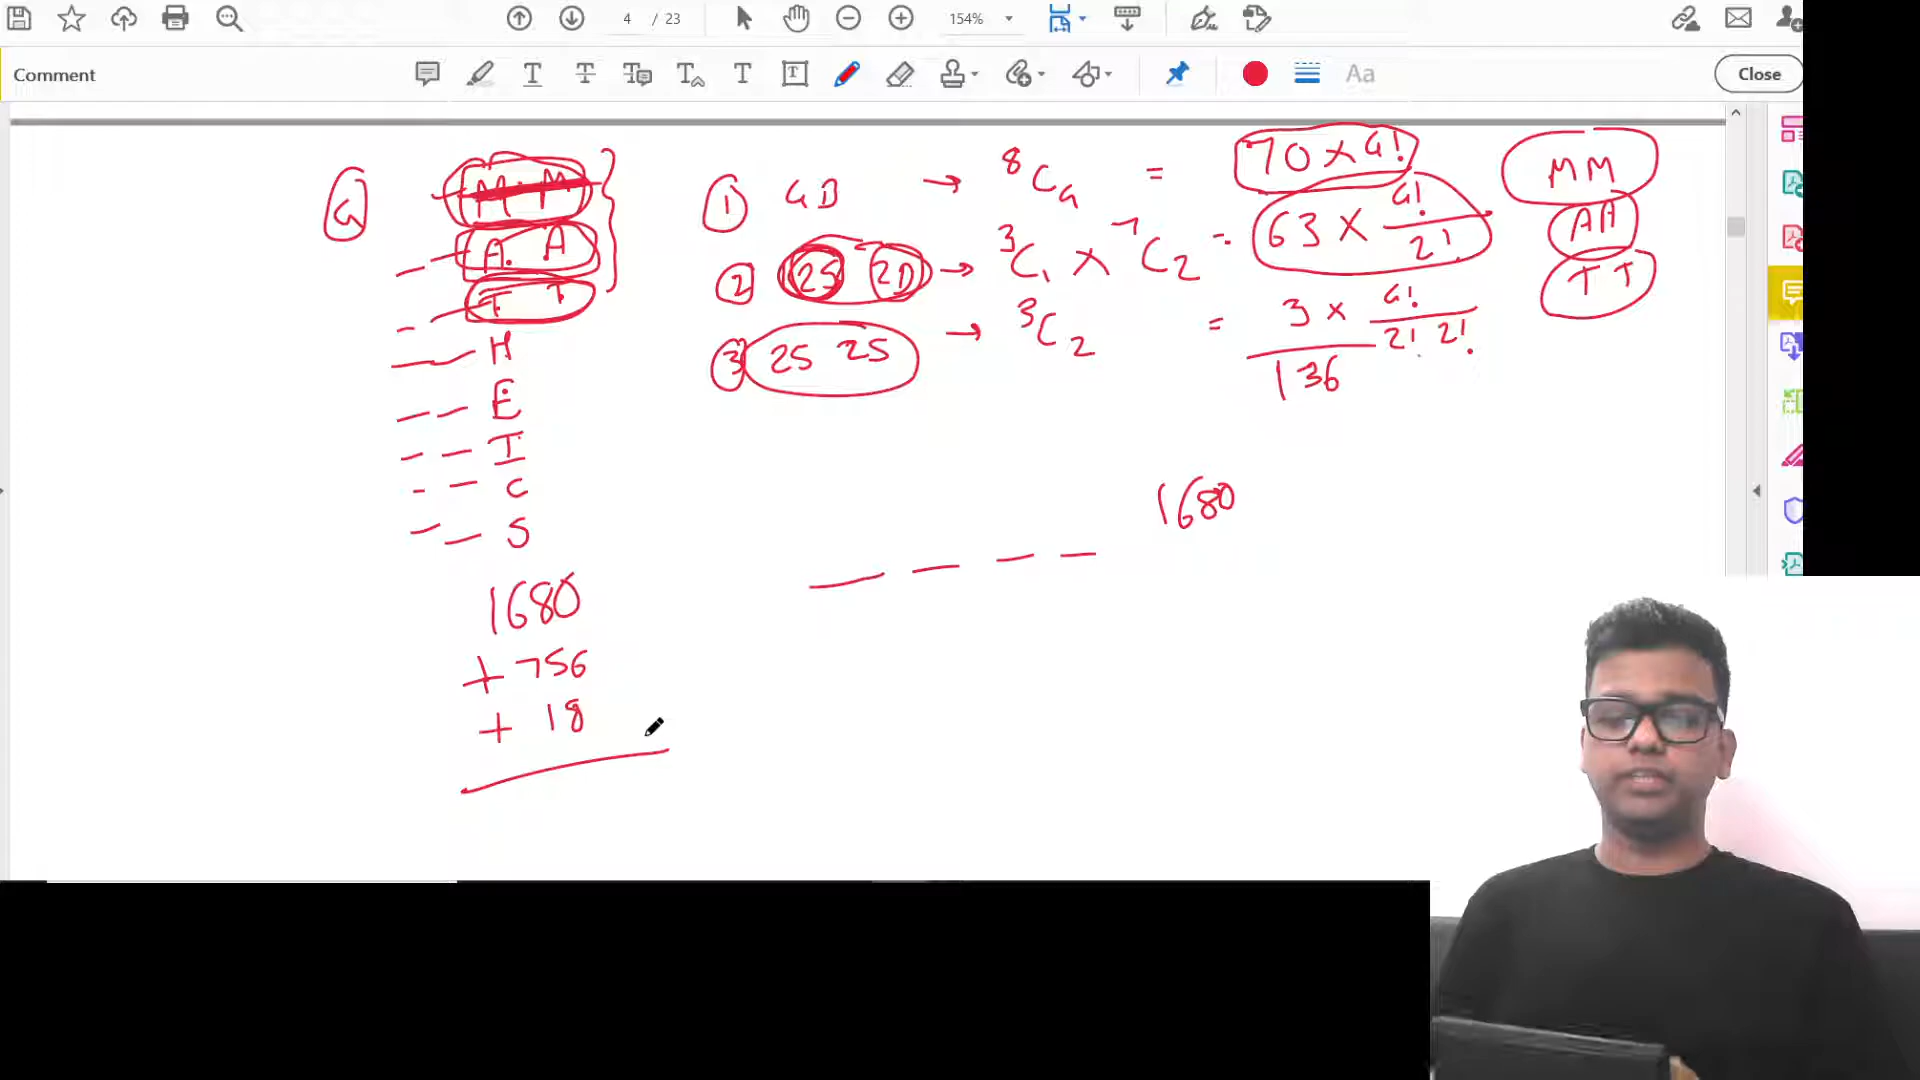 4 / 23
154%
Comment
Aa
Close
4
M M
A A
T T
H
E
I
C
S
1680
+ 756
+ 18
① 4D → ⁸C₄ = 70 × 4!
② 2S 2D → ³C₁ × ⁷C₂ = 63 × 4!/2!
③ 2S 2S → ³C₂ = 3 × 4!/2! 2!
136
MM
AA
TT
1680